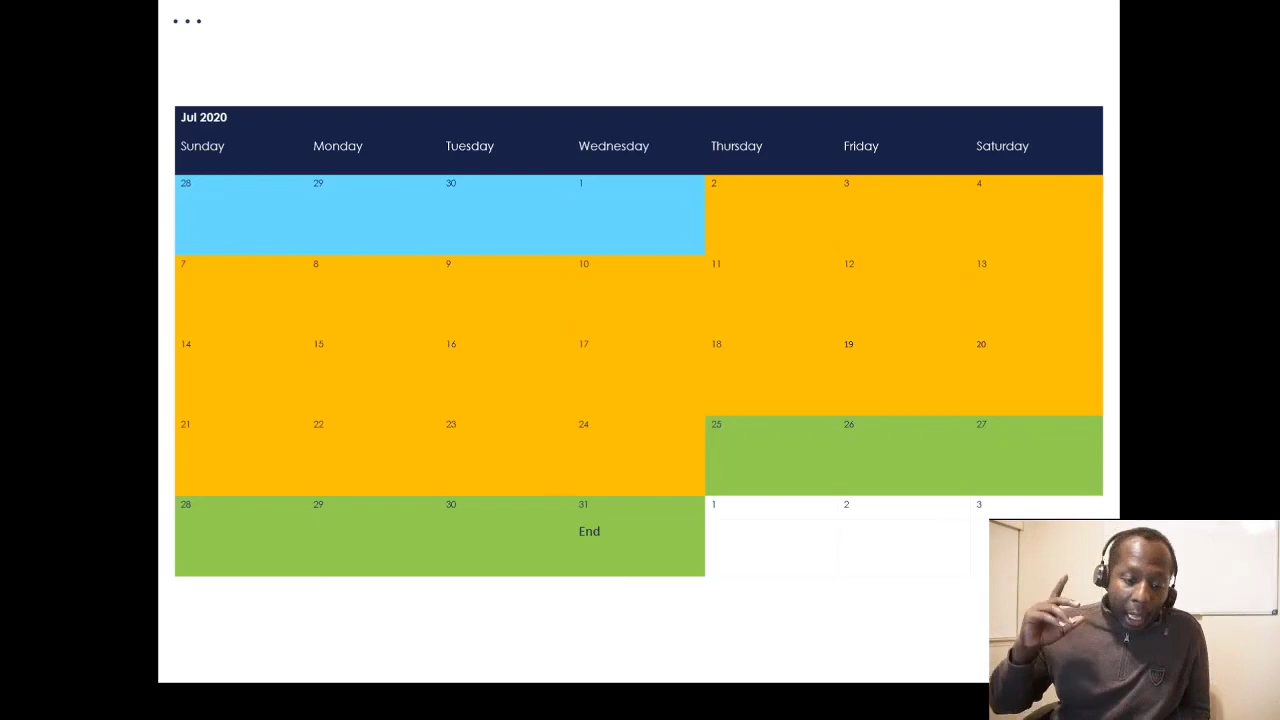 Jul 2020
Sunday Monday Tuesday Wednesday Thursday Friday Saturday
28 29 30 1 2 3 4
7 8 9 10 11 12 13
14 15 16 17 18 19 20
21 22 23 24 25 26 27
28 29 30 31 1 2 3
End